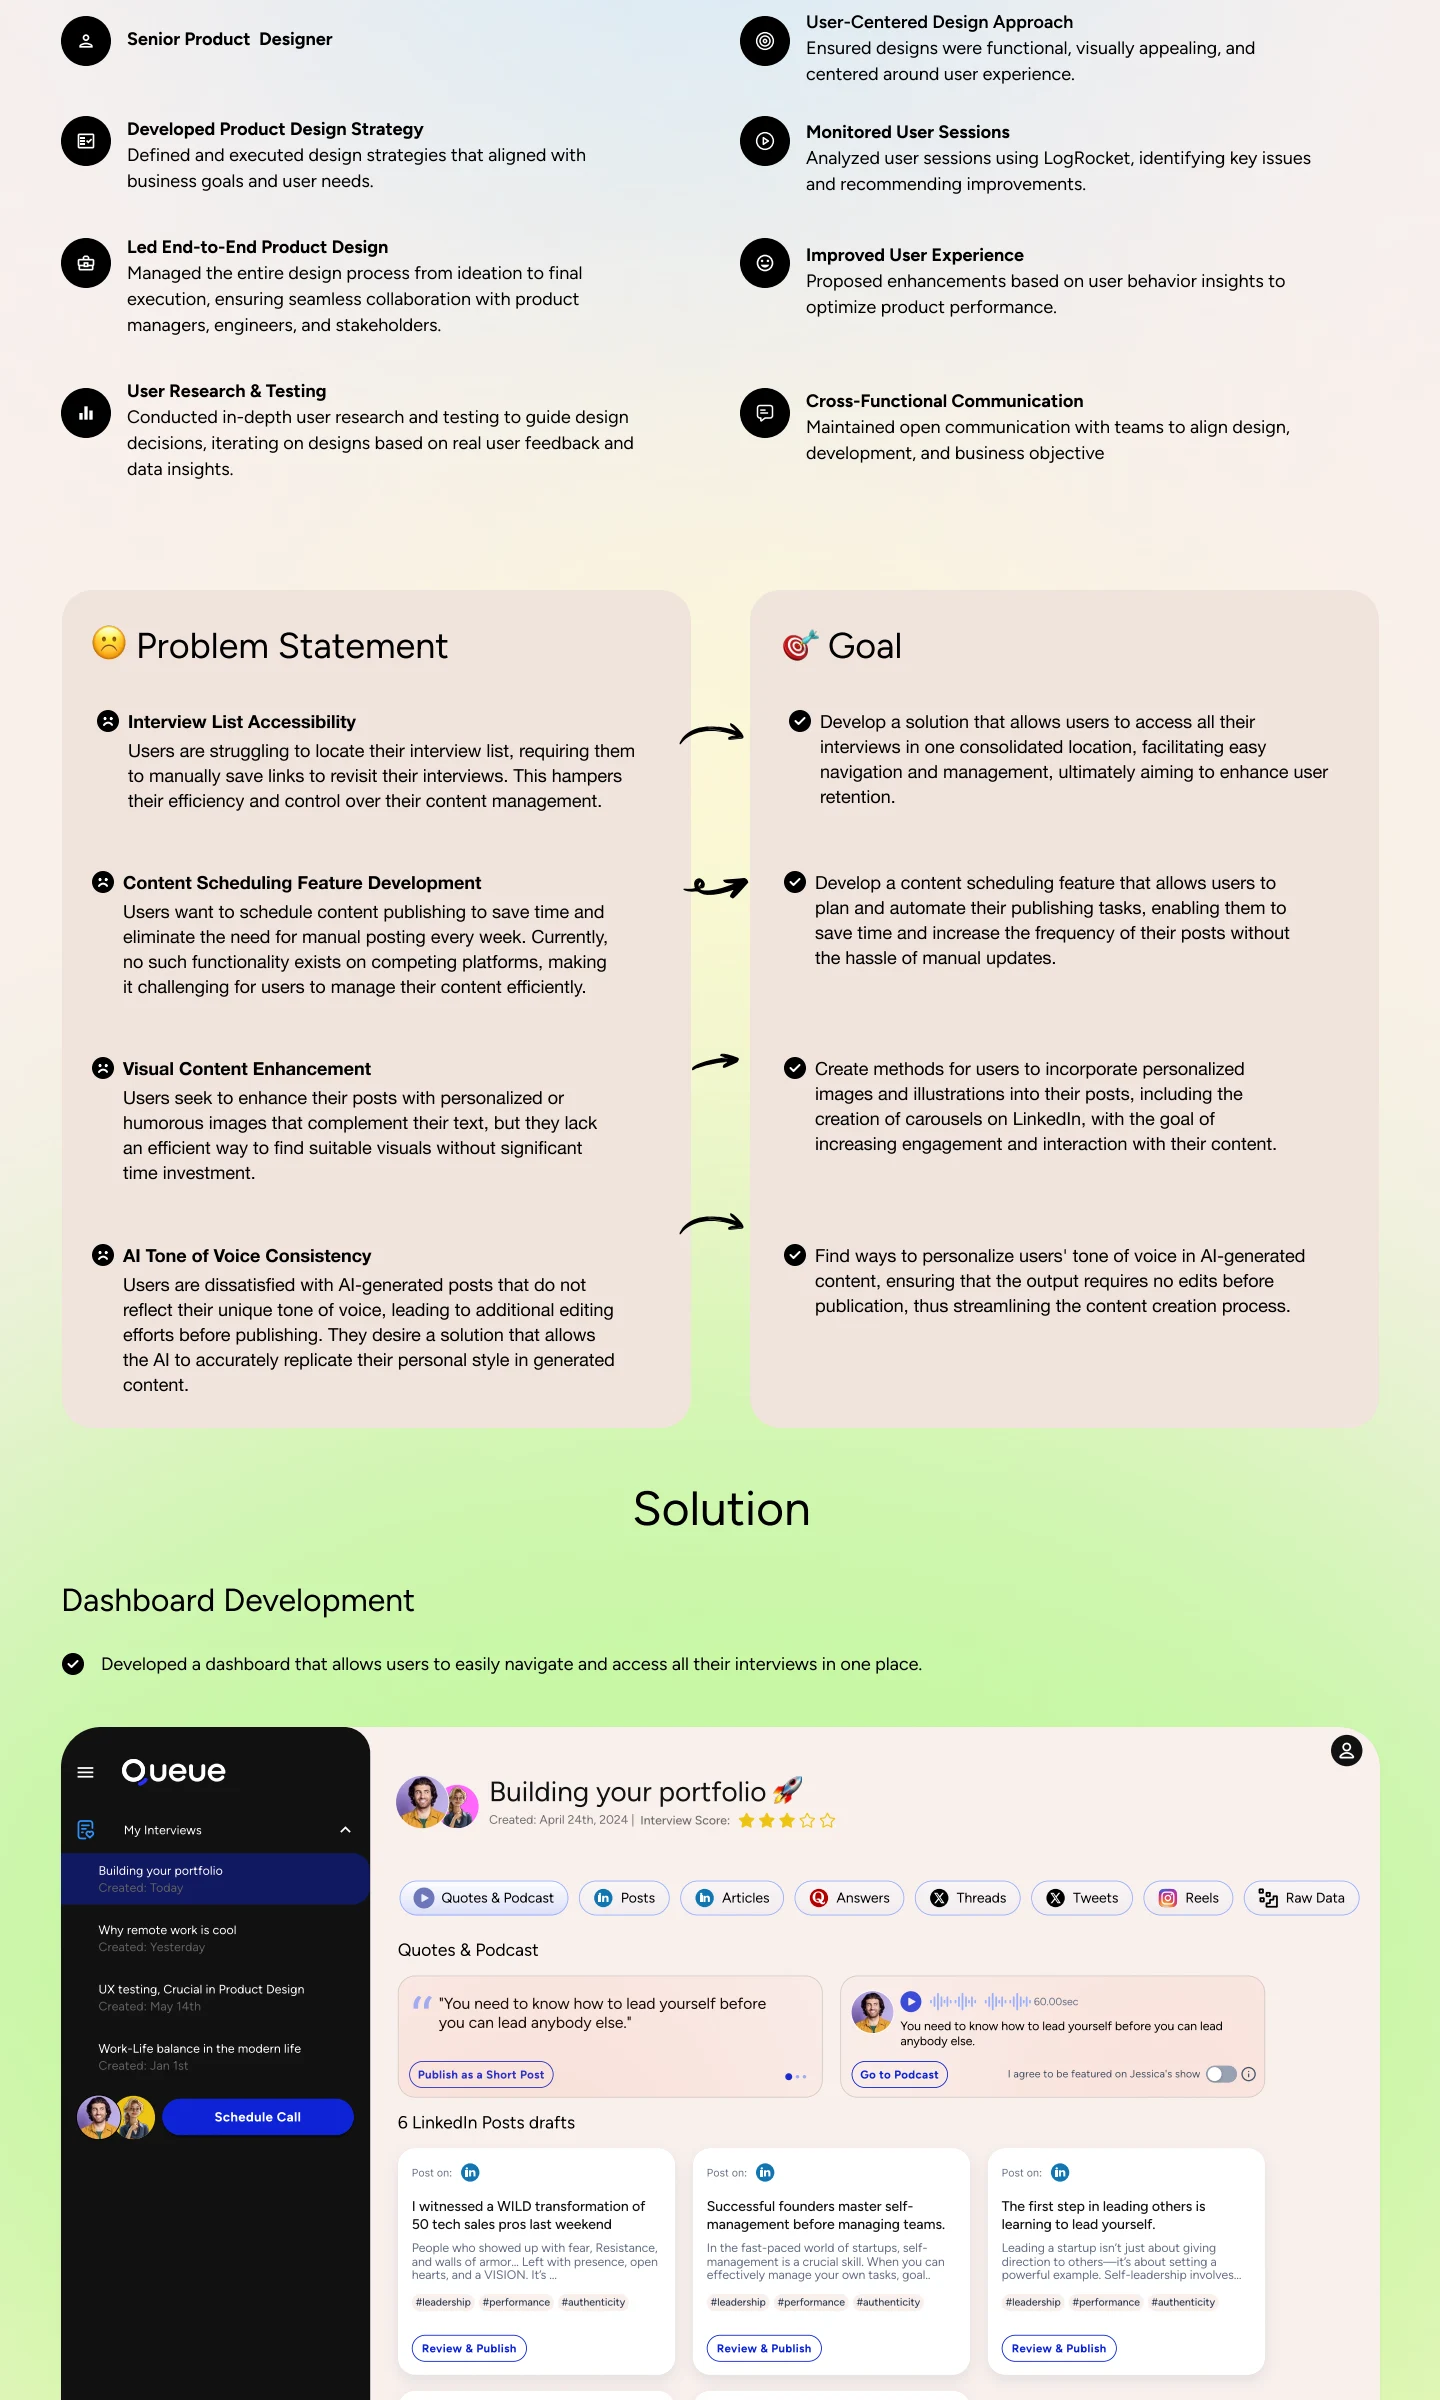 Senior Product  Designer
Developed Product Design Strategy
Defined and executed design strategies that aligned with
business goals and user needs.
Led End-to-End Product Design
Managed the entire design process from ideation to final
execution, ensuring seamless collaboration with product
managers, engineers, and stakeholders.
User Research & Testing
Conducted in-depth user research and testing to guide design
decisions, iterating on designs based on real user feedback and
data insights.
User-Centered Design Approach
Ensured designs were functional, visually appealing, and
centered around user experience.
Monitored User Sessions
Analyzed user sessions using LogRocket, identifying key issues
and recommending improvements.
Improved User Experience
Proposed enhancements based on user behavior insights to
optimize product performance.
Cross-Functional Communication
Maintained open communication with teams to align design,
development, and business objective
Problem Statement
Interview List Accessibility
Users are struggling to locate their interview list, requiring them
to manually save links to revisit their interviews. This hampers
their efficiency and control over their content management.
Content Scheduling Feature Development
Users want to schedule content publishing to save time and
eliminate the need for manual posting every week. Currently,
no such functionality exists on competing platforms, making
it challenging for users to manage their content efficiently.
Visual Content Enhancement
Users seek to enhance their posts with personalized or
humorous images that complement their text, but they lack
an efficient way to find suitable visuals without significant
time investment.
AI Tone of Voice Consistency
Users are dissatisfied with AI-generated posts that do not
reflect their unique tone of voice, leading to additional editing
efforts before publishing. They desire a solution that allows
the AI to accurately replicate their personal style in generated
content.
Goal
Develop a solution that allows users to access all their
interviews in one consolidated location, facilitating easy
navigation and management, ultimately aiming to enhance user
retention.
Develop a content scheduling feature that allows users to
plan and automate their publishing tasks, enabling them to
save time and increase the frequency of their posts without
the hassle of manual updates.
Create methods for users to incorporate personalized
images and illustrations into their posts, including the
creation of carousels on LinkedIn, with the goal of
increasing engagement and interaction with their content.
Find ways to personalize users' tone of voice in AI-generated
content, ensuring that the output requires no edits before
publication, thus streamlining the content creation process.
Solution
Dashboard Development
Developed a dashboard that allows users to easily navigate and access all their interviews in one place.
Queue
My Interviews
Building your portfolio
Created: Today
Why remote work is cool
Created: Yesterday
UX testing, Crucial in Product Design
Created: May 14th
Work-Life balance in the modern life
Created: Jan 1st
Schedule Call
Building your portfolio
Created: April 24th, 2024 | Interview Score:
Quotes & Podcast
Posts
Articles
Answers
Threads
Tweets
Reels
Raw Data
Quotes & Podcast
"You need to know how to lead yourself before
you can lead anybody else."
Publish as a Short Post
60.00sec
You need to know how to lead yourself before you can lead
anybody else.
Go to Podcast
I agree to be featured on Jessica's show
6 LinkedIn Posts drafts
Post on: in
I witnessed a WILD transformation of
50 tech sales pros last weekend
People who showed up with fear, Resistance,
and walls of armor... Left with presence, open
hearts, and a VISION. It's ...
#leadership #performance #authenticity
Review & Publish
Post on: in
Successful founders master self-
management before managing teams.
In the fast-paced world of startups, self-
management is a crucial skill. When you can
effectively manage your own tasks, goal..
#leadership #performance #authenticity
Review & Publish
Post on: in
The first step in leading others is
learning to lead yourself.
Leading a startup isn't just about giving
direction to others—it's about setting a
powerful example. Self-leadership involves...
#leadership #performance #authenticity
Review & Publish